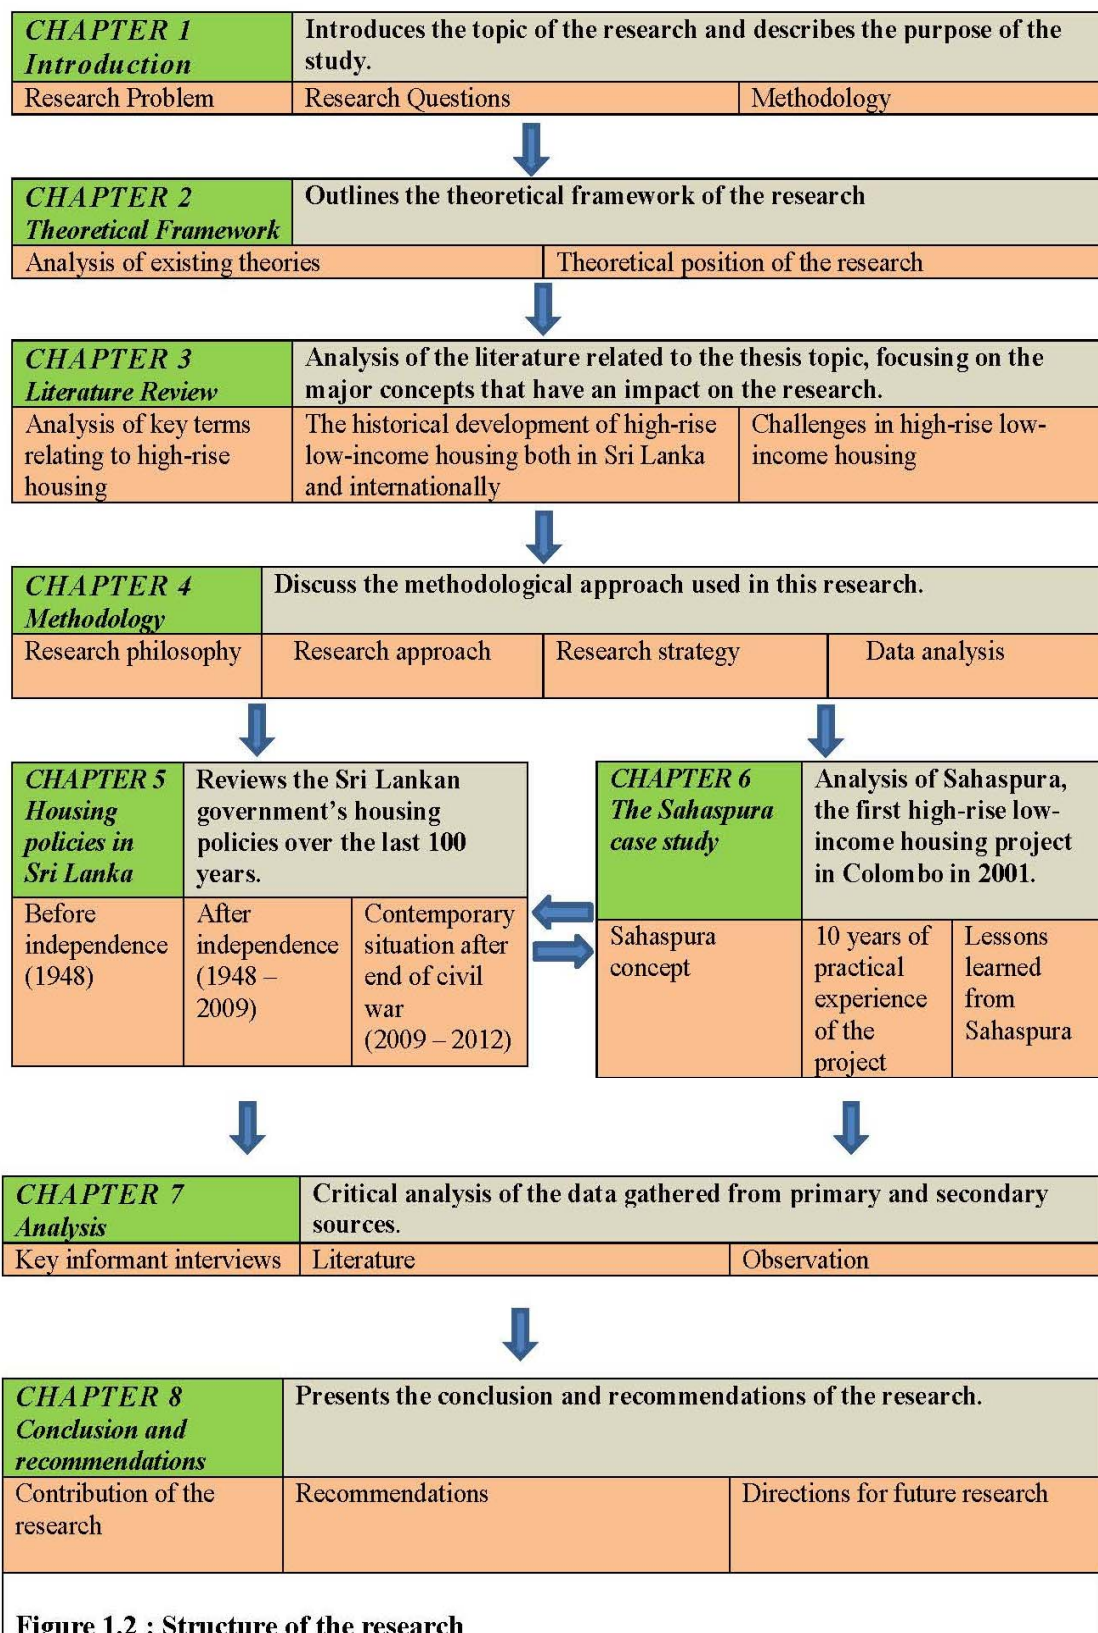 CHAPTER 1
Introduction
Introduces the topic of the research and describes the purpose of the
study.
Research Problem
Research Questions
Methodology
CHAPTER 2
Theoretical Framework
Outlines the theoretical framework of the research
Analysis of existing theories
Theoretical position of the research
CHAPTER 3
Literature Review
Analysis of the literature related to the thesis topic, focusing on the
major concepts that have an impact on the research.
Analysis of key terms
relating to high-rise
housing
The historical development of high-rise
low-income housing both in Sri Lanka
and internationally
Challenges in high-rise low-
income housing
CHAPTER 4
Methodology
Discuss the methodological approach used in this research.
Research philosophy
Research approach
Research strategy
Data analysis
CHAPTER 5
Housing
policies in
Sri Lanka
Reviews the Sri Lankan
government’s housing
policies over the last 100
years.
Before
independence
(1948)
After
independence
(1948 –
2009)
Contemporary
situation after
end of civil
war
(2009 – 2012)
CHAPTER 6
The Sahaspura
case study
Analysis of Sahaspura,
the first high-rise low-
income housing project
in Colombo in 2001.
Sahaspura
concept
10 years of
practical
experience
of the
project
Lessons
learned
from
Sahaspura
CHAPTER 7
Analysis
Critical analysis of the data gathered from primary and secondary
sources.
Key informant interviews
Literature
Observation
CHAPTER 8
Conclusion and
recommendations
Presents the conclusion and recommendations of the research.
Contribution of the
research
Recommendations
Directions for future research
Figure 1.2 : Structure of the research